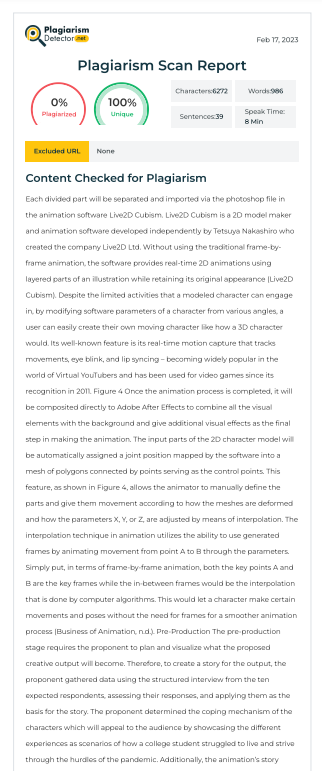 Plagiarism
Detector.net
Feb 17, 2023
Plagiarism Scan Report
0%
Plagiarized
100%
Unique
Characters:6272
Words:986
Sentences:39
Speak Time:
8 Min
Excluded URL
None
Content Checked for Plagiarism
Each divided part will be separated and imported via the photoshop file in
the animation software Live2D Cubism. Live2D Cubism is a 2D model maker
and animation software developed independently by Tetsuya Nakashiro who
created the company Live2D Ltd. Without using the traditional frame-by-
frame animation, the software provides real-time 2D animations using
layered parts of an illustration while retaining its original appearance (Live2D
Cubism). Despite the limited activities that a modeled character can engage
in, by modifying software parameters of a character from various angles, a
user can easily create their own moving character like how a 3D character
would. Its well-known feature is its real-time motion capture that tracks
movements, eye blink, and lip syncing – becoming widely popular in the
world of Virtual YouTubers and has been used for video games since its
recognition in 2011. Figure 4 Once the animation process is completed, it will
be composited directly to Adobe After Effects to combine all the visual
elements with the background and give additional visual effects as the final
step in making the animation. The input parts of the 2D character model will
be automatically assigned a joint position mapped by the software into a
mesh of polygons connected by points serving as the control points. This
feature, as shown in Figure 4, allows the animator to manually define the
parts and give them movement according to how the meshes are deformed
and how the parameters X, Y, or Z, are adjusted by means of interpolation. The
interpolation technique in animation utilizes the ability to use generated
frames by animating movement from point A to B through the parameters.
Simply put, in terms of frame-by-frame animation, both the key points A and
B are the key frames while the in-between frames would be the interpolation
that is done by computer algorithms. This would let a character make certain
movements and poses without the need for frames for a smoother animation
process (Business of Animation, n.d.). Pre-Production The pre-production
stage requires the proponent to plan and visualize what the proposed
creative output will become. Therefore, to create a story for the output, the
proponent gathered data using the structured interview from the ten
expected respondents, assessing their responses, and applying them as the
basis for the story. The proponent determined the coping mechanism of the
characters which will appeal to the audience by showcasing the different
experiences as scenarios of how a college student struggled to live and strive
through the hurdles of the pandemic. Additionally, the animation's story